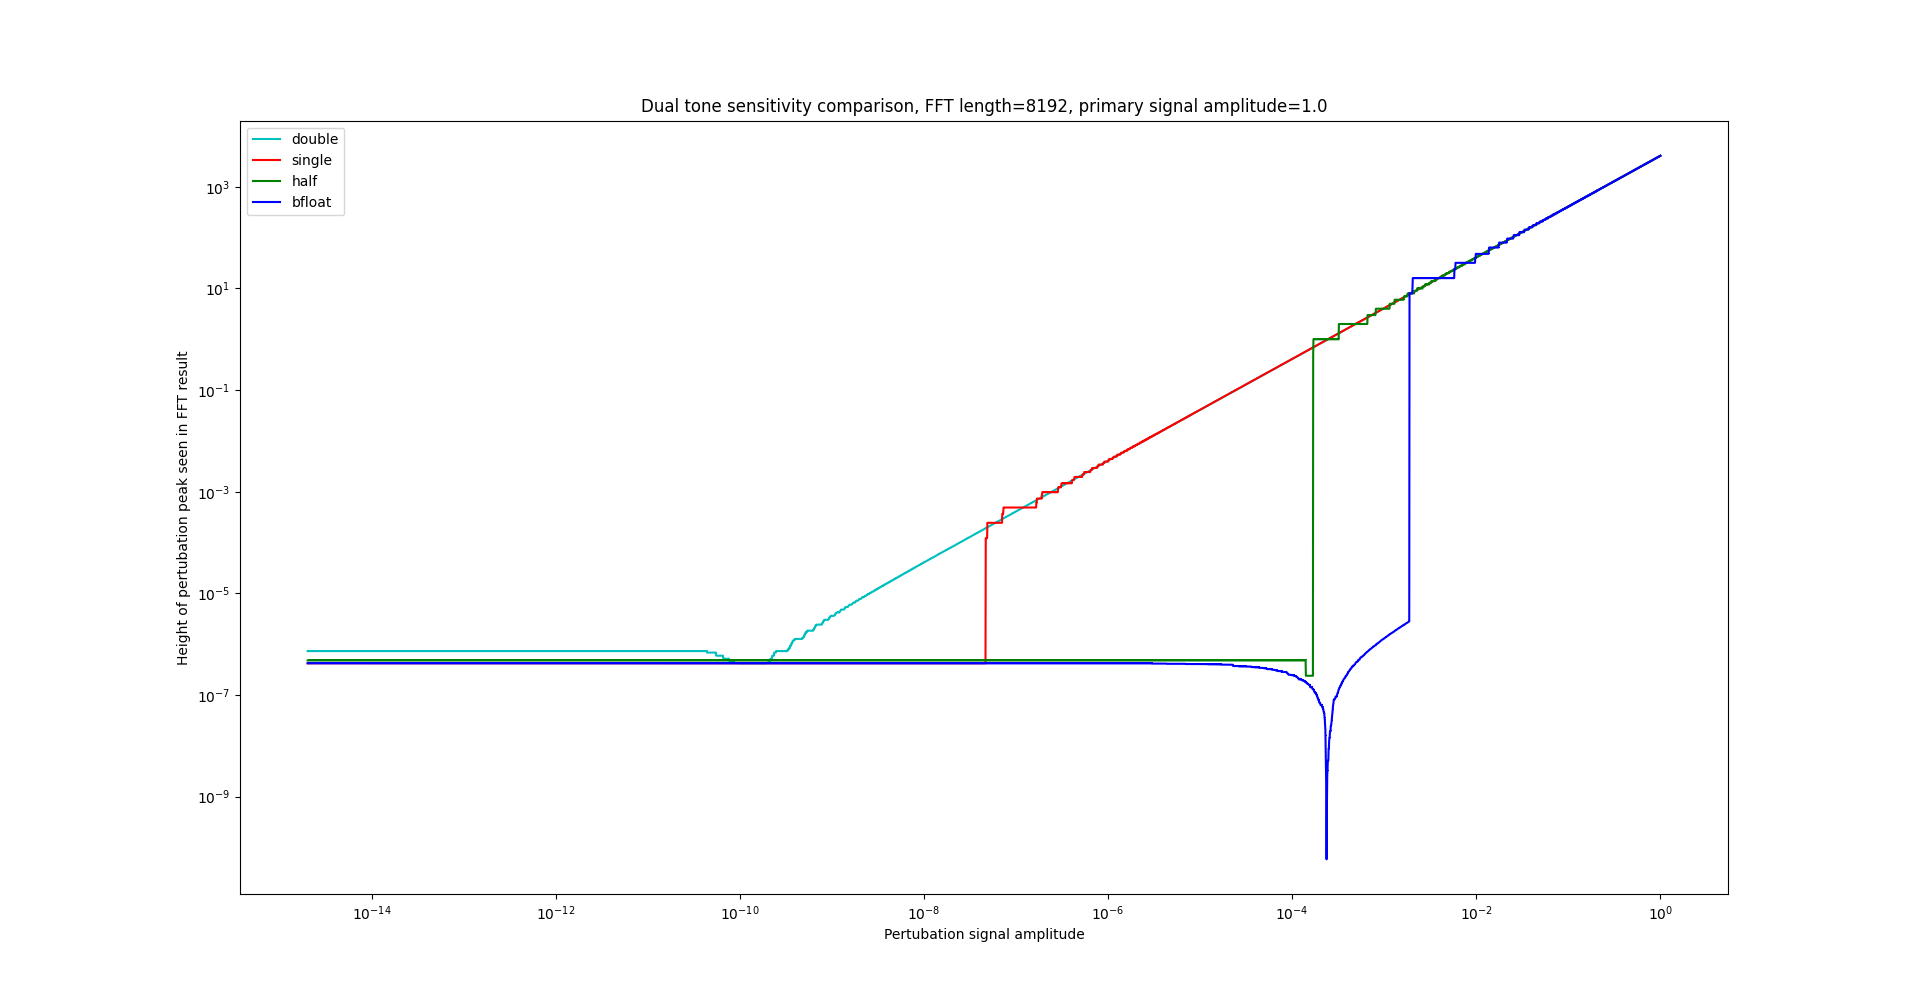 Dual tone sensitivity comparison, FFT length=8192, primary signal amplitude=1.0
double
single
half
bfloat
10³
10¹
10⁻¹
10⁻³
10⁻⁵
10⁻⁷
10⁻⁹
Height of pertubation peak seen in FFT result
10⁻¹⁴ 10⁻¹² 10⁻¹⁰ 10⁻⁸ 10⁻⁶ 10⁻⁴ 10⁻² 10⁰
Pertubation signal amplitude